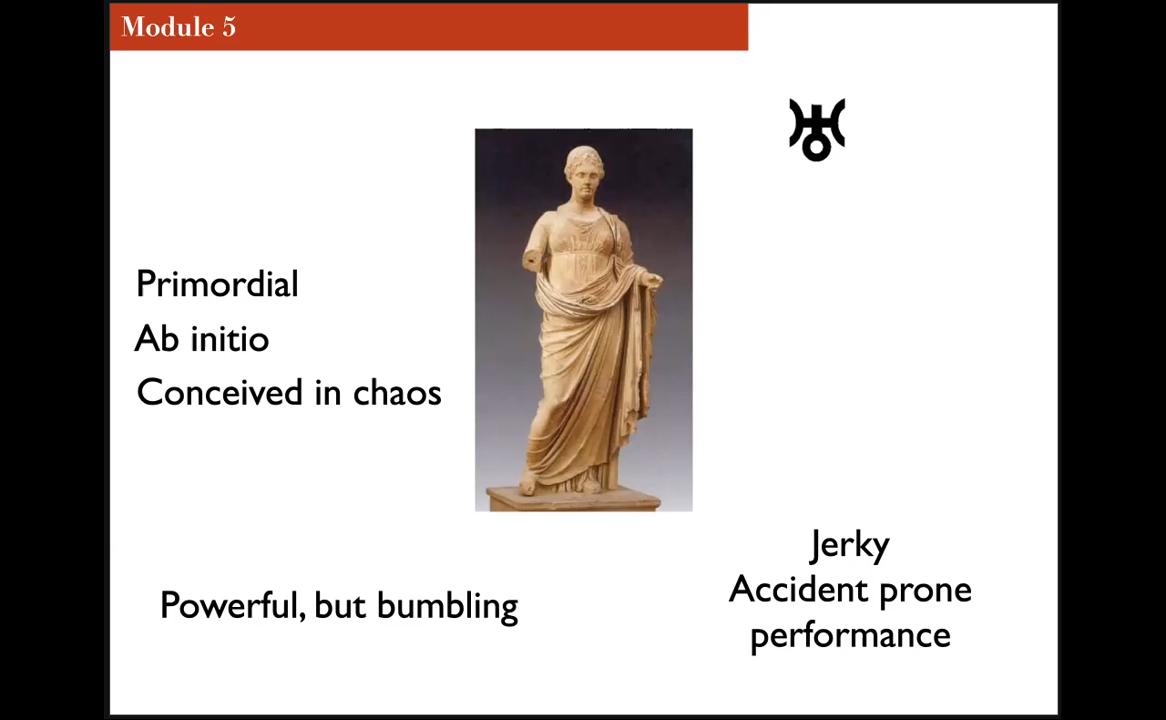 Module 5
Primordial
Ab initio
Conceived in chaos
Powerful, but bumbling
Jerky
Accident prone
performance